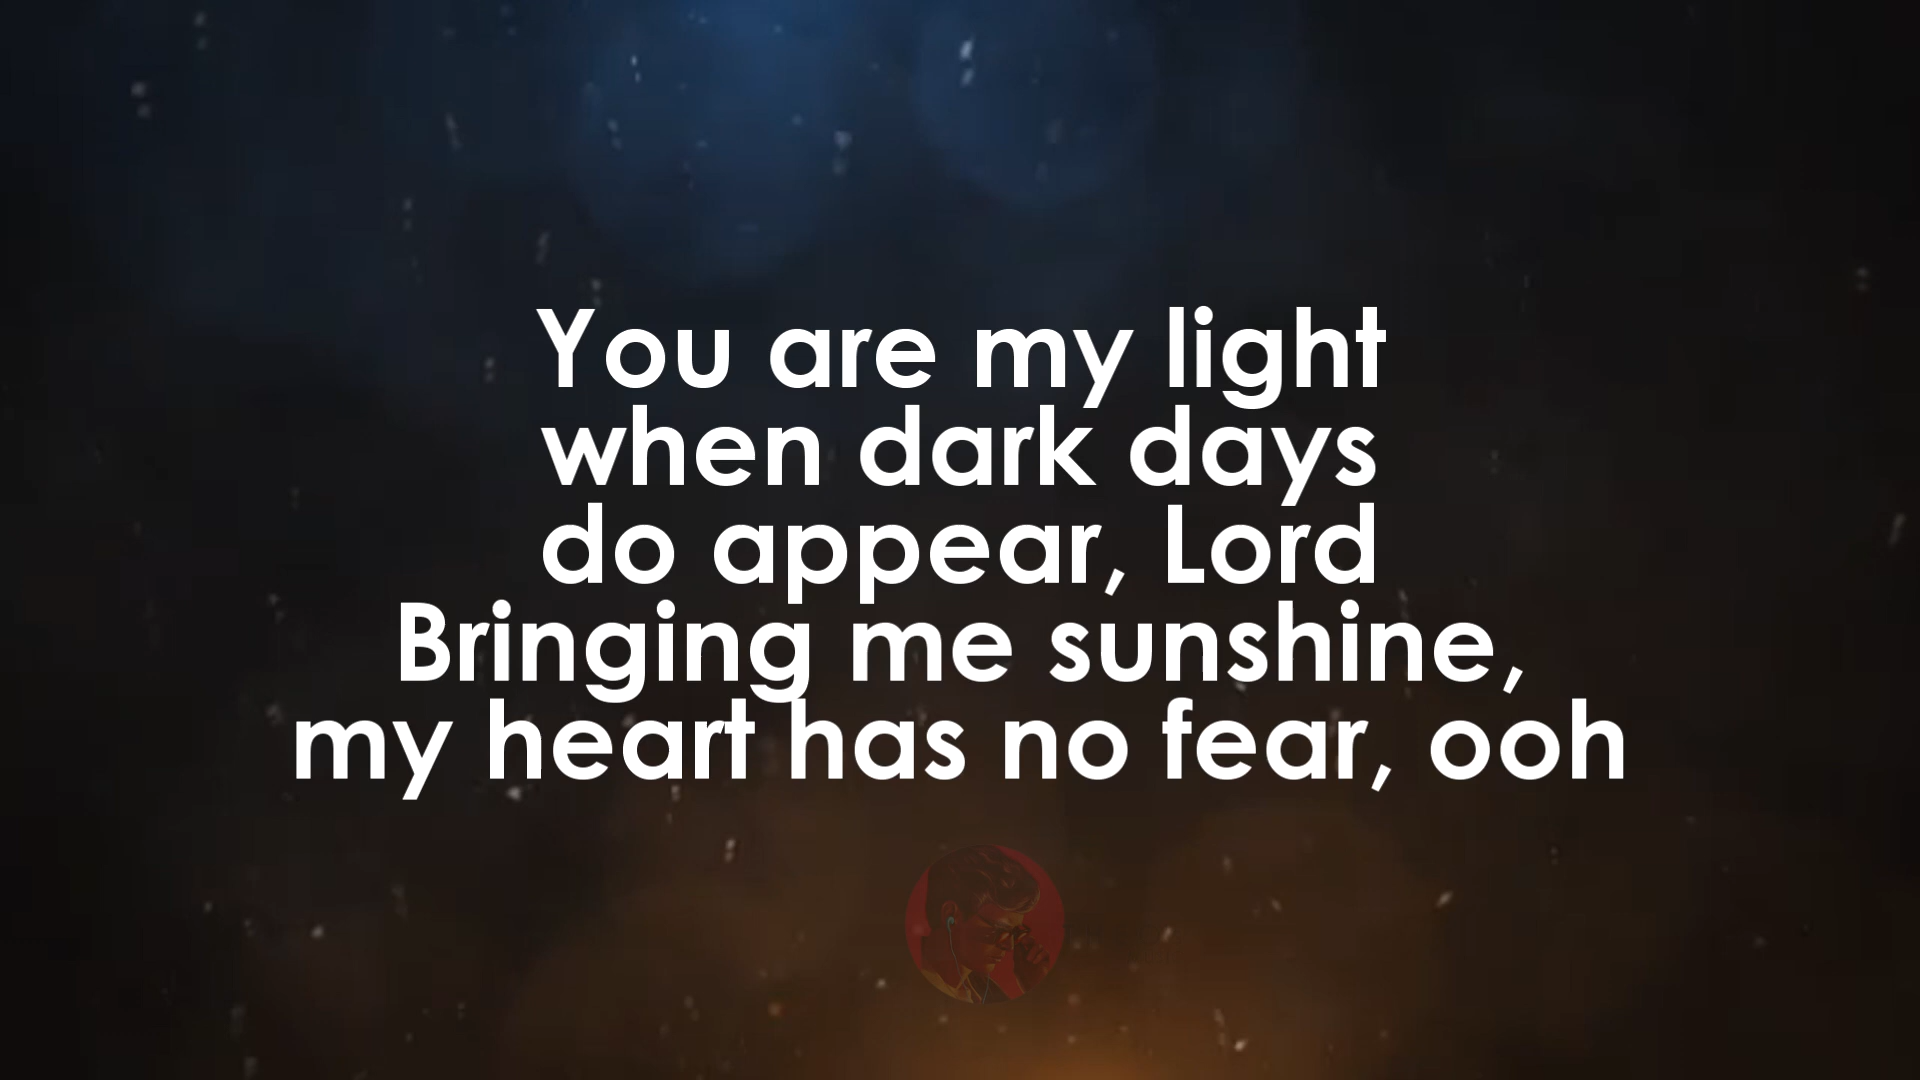 You are my light
when dark days
do appear, Lord
Bringing me sunshine,
my heart has no fear, ooh